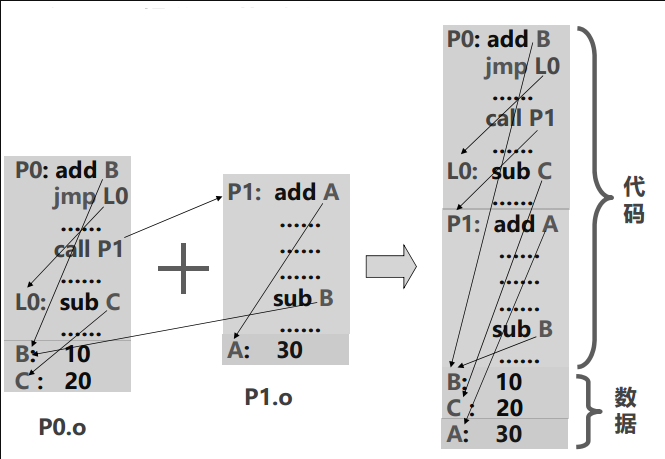 P0: add B
jmp L0
......
call P1
......
L0: sub C
......
B: 10
C : 20
P0.o
P1: add A
......
......
......
sub B
......
A: 30
P1.o
P0: add B
jmp L0
......
call P1
......
L0: sub C
......
P1: add A
......
......
......
sub B
......
B: 10
C : 20
A: 30
代码
数据